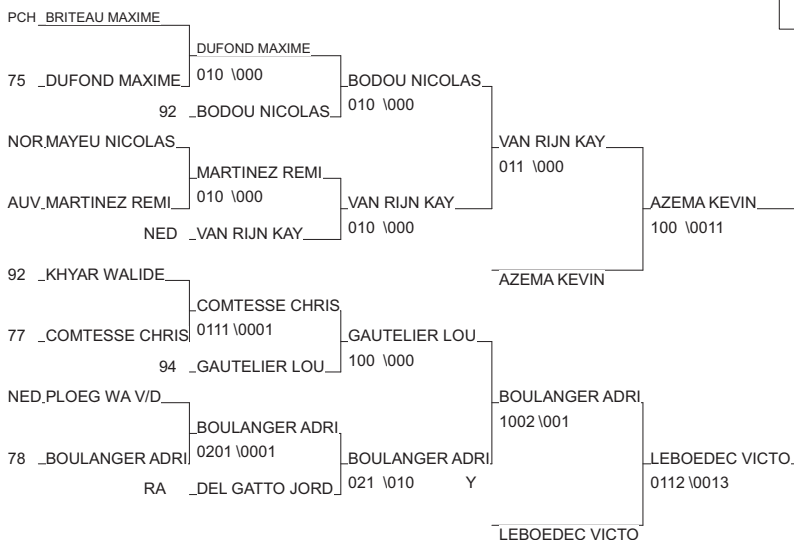 PCH BRITEAU MAXIME
DUFOND MAXIME
010 \000
75 DUFOND MAXIME
BODOU NICOLAS
010 \000
92 BODOU NICOLAS
NOR MAYEU NICOLAS
VAN RIJN KAY
011 \000
MARTINEZ REMI
010 \000
AUV MARTINEZ REMI
VAN RIJN KAY
010 \000
AZEMA KEVIN
100 \0011
NED VAN RIJN KAY
92 KHYAR WALIDE
AZEMA KEVIN
COMTESSE CHRIS
0111 \0001
77 COMTESSE CHRIS
GAUTELIER LOU
100 \000
94 GAUTELIER LOU
NED PLOEG WA V/D
BOULANGER ADRI
1002 \001
BOULANGER ADRI
0201 \0001
78 BOULANGER ADRI
BOULANGER ADRI
021 \010 Y
LEBOEDEC VICTO
0112 \0013
RA DEL GATTO JORD
LEBOEDEC VICTO